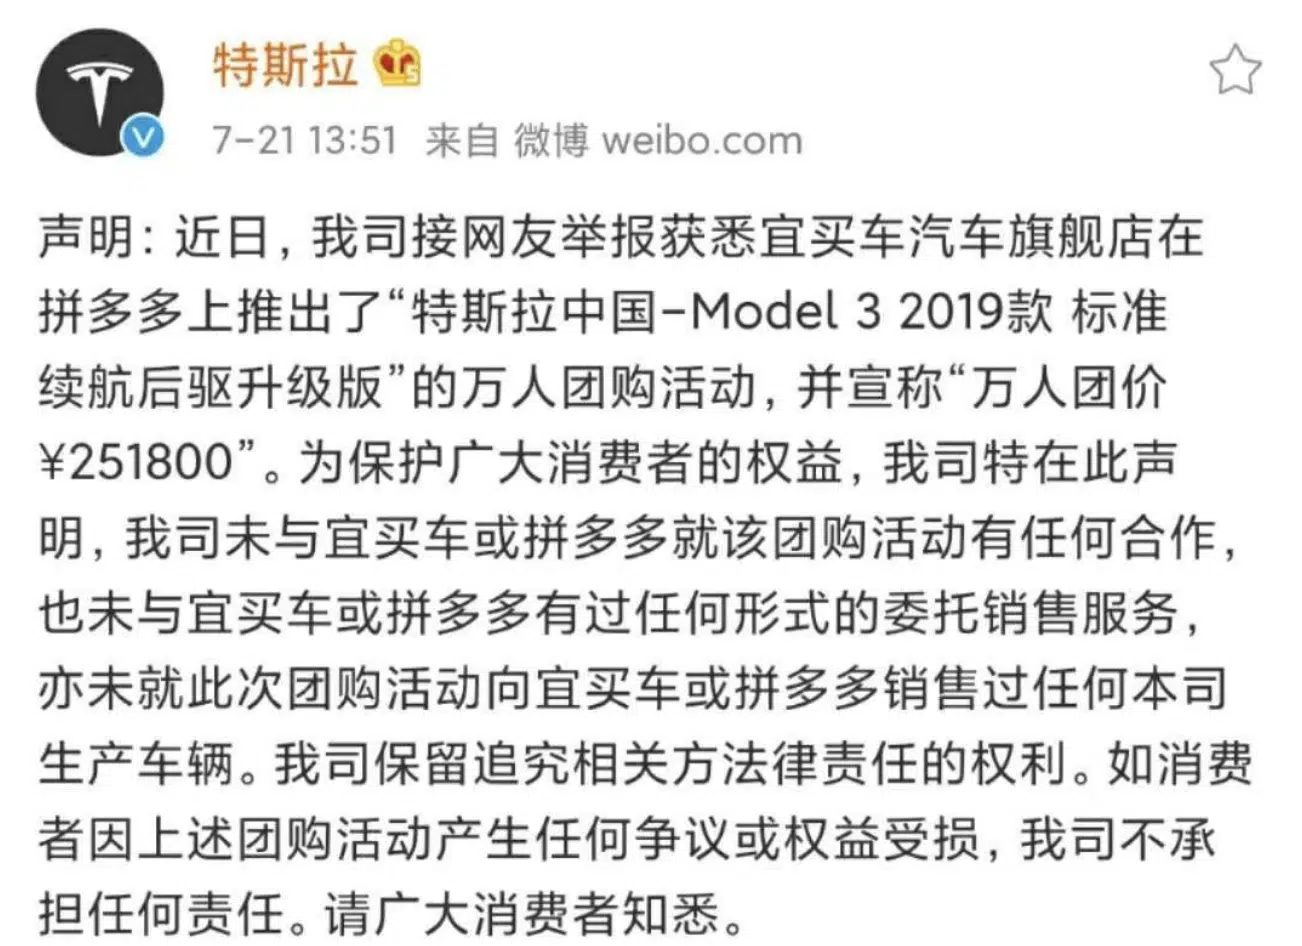 特斯拉
7-21 13:51 来自 微博 weibo.com
声明：近日，我司接网友举报获悉宜买车汽车旗舰店在
拼多多上推出了“特斯拉中国-Model 3 2019款 标准
续航后驱升级版”的万人团购活动，并宣称“万人团价
¥251800”。为保护广大消费者的权益，我司特在此声
明，我司未与宜买车或拼多多就该团购活动有任何合作，
也未与宜买车或拼多多有过任何形式的委托销售服务，
亦未就此次团购活动向宜买车或拼多多销售过任何本司
生产车辆。我司保留追究相关方法律责任的权利。如消费
者因上述团购活动产生任何争议或权益受损，我司不承
担任何责任。请广大消费者知悉。